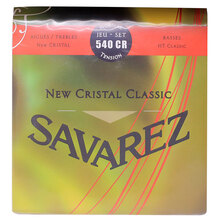 AIGUES / TREBLES
NEW CRISTAL
JEU - SET
540 CR
TENSION
BASSES
HT CLASSIC
NEW CRISTAL CLASSIC
SAVAREZ